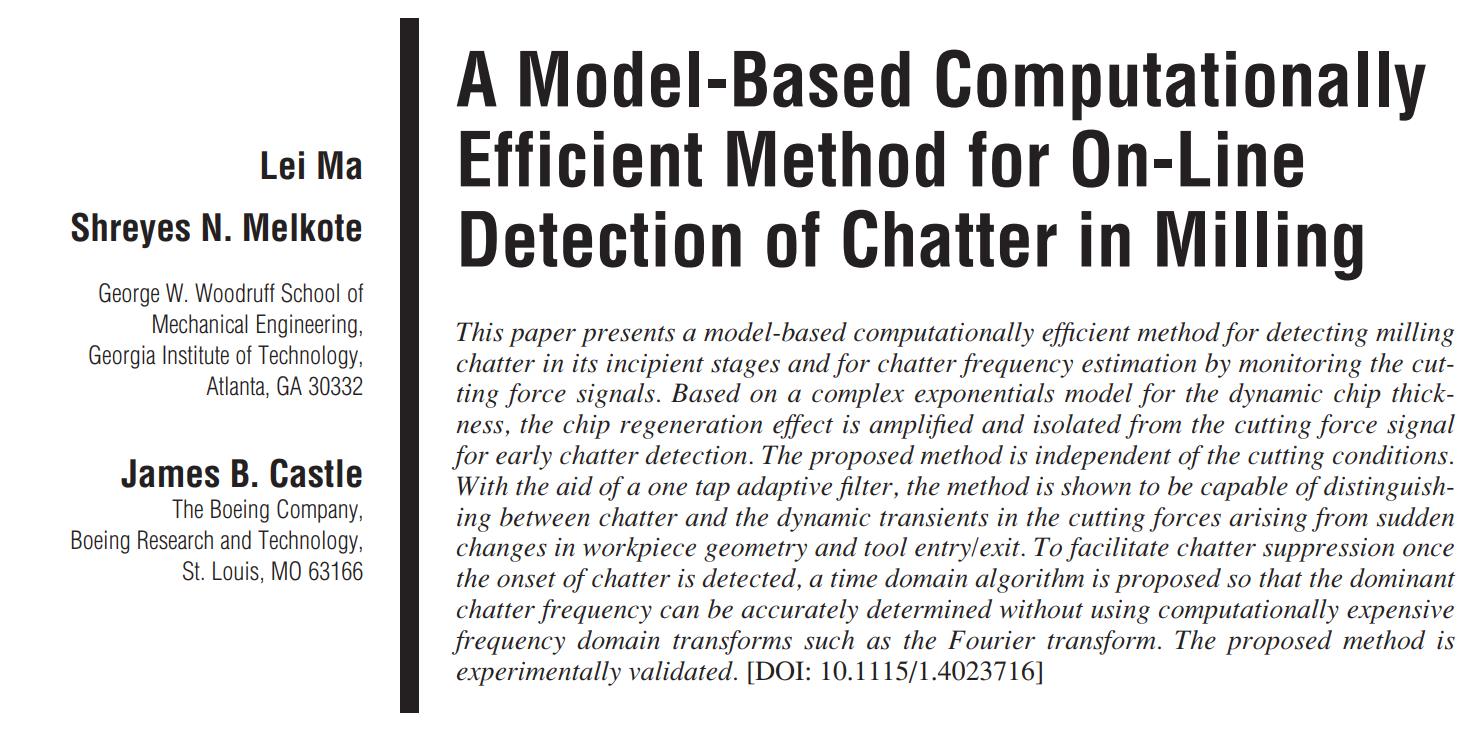 Lei Ma
Shreyes N. Melkote
George W. Woodruff School of
Mechanical Engineering,
Georgia Institute of Technology,
Atlanta, GA 30332
James B. Castle
The Boeing Company,
Boeing Research and Technology,
St. Louis, MO 63166
A Model-Based Computationally
Efficient Method for On-Line
Detection of Chatter in Milling
This paper presents a model-based computationally efficient method for detecting milling
chatter in its incipient stages and for chatter frequency estimation by monitoring the cut-
ting force signals. Based on a complex exponentials model for the dynamic chip thick-
ness, the chip regeneration effect is amplified and isolated from the cutting force signal
for early chatter detection. The proposed method is independent of the cutting conditions.
With the aid of a one tap adaptive filter, the method is shown to be capable of distinguish-
ing between chatter and the dynamic transients in the cutting forces arising from sudden
changes in workpiece geometry and tool entry/exit. To facilitate chatter suppression once
the onset of chatter is detected, a time domain algorithm is proposed so that the dominant
chatter frequency can be accurately determined without using computationally expensive
frequency domain transforms such as the Fourier transform. The proposed method is
experimentally validated. [DOI: 10.1115/1.4023716]